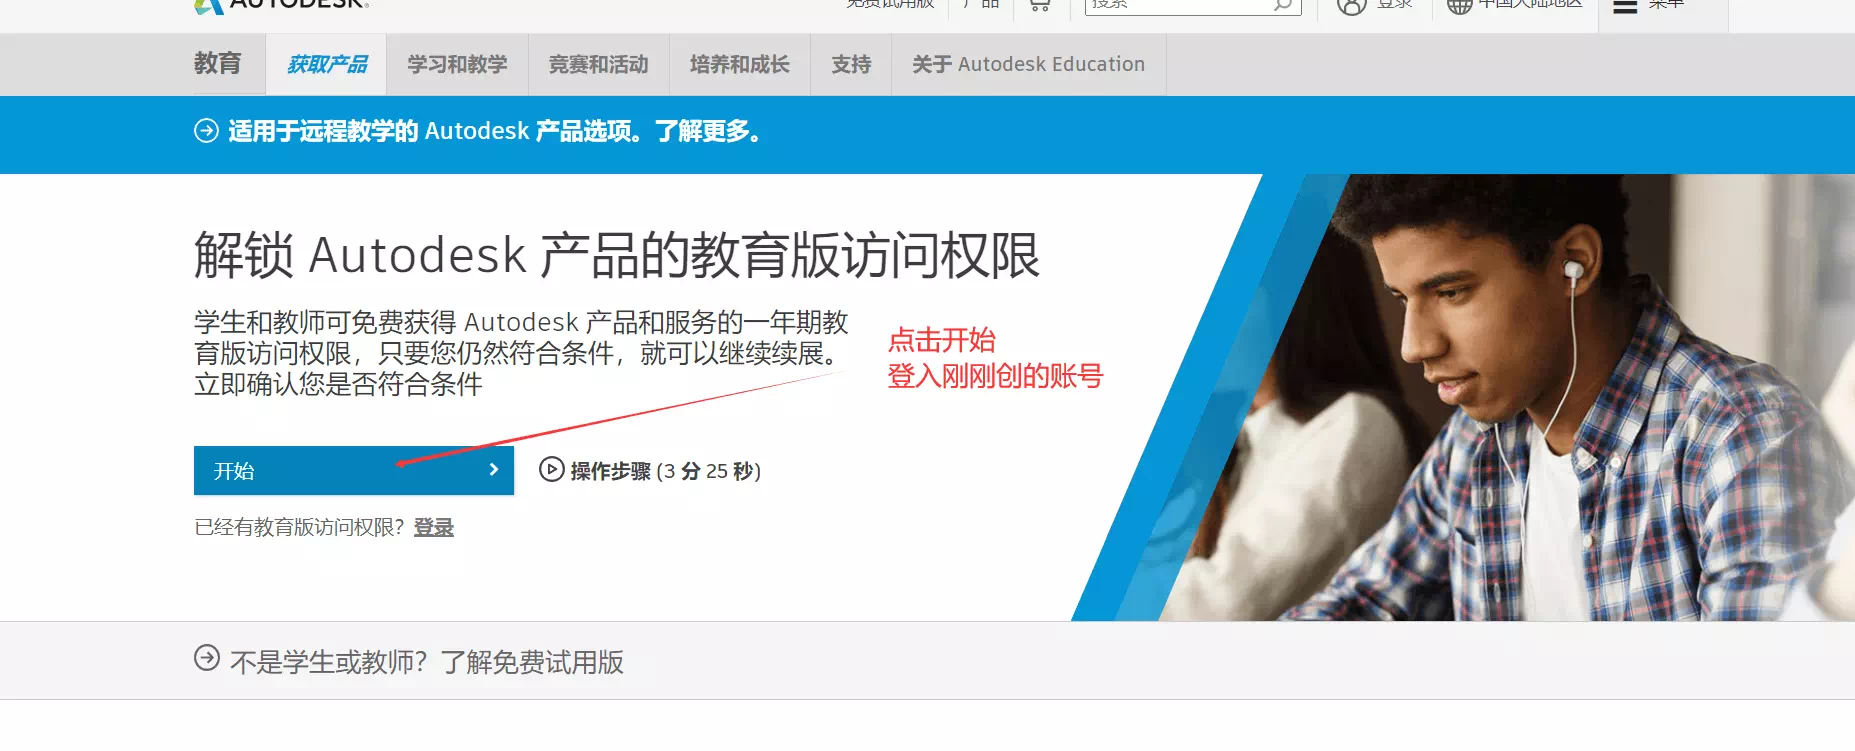 AUTODESK
免费试用版 产品 搜索 登录 中国大陆地区 菜单
教育 获取产品 学习和教学 竞赛和活动 培养和成长 支持 关于 Autodesk Education
适用于远程教学的 Autodesk 产品选项。了解更多。
解锁 Autodesk 产品的教育版访问权限
学生和教师可免费获得 Autodesk 产品和服务的一年期教
育版访问权限，只要您仍然符合条件，就可以继续续展。
立即确认您是否符合条件
点击开始
登入刚刚创的账号
开始 操作步骤 (3 分 25 秒)
已经有教育版访问权限？登录
不是学生或教师？了解免费试用版